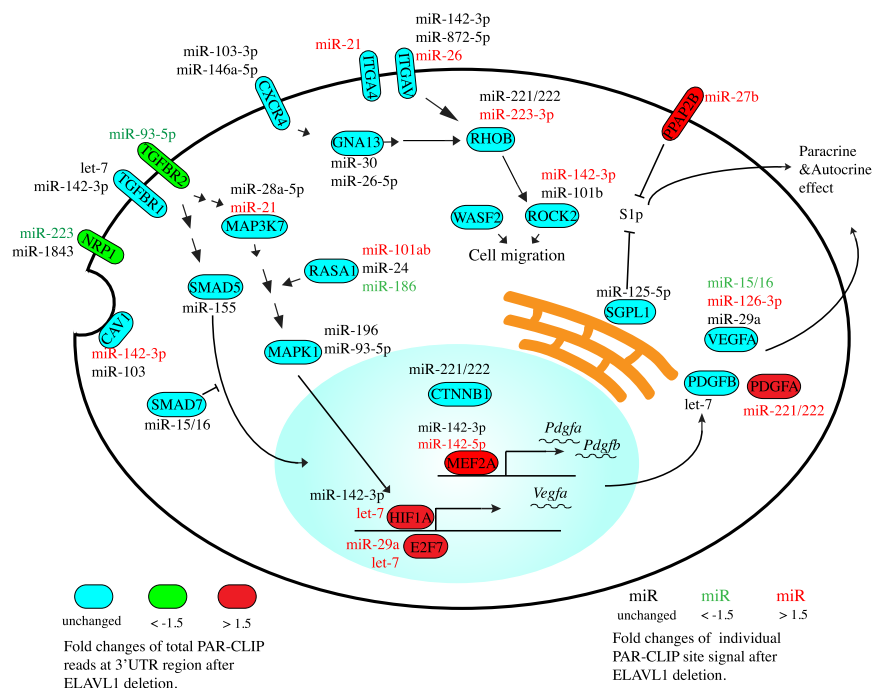 miR-142-3p
miR-872-5p
miR-26
miR-21
ITGA4
ITGAV
miR-103-3p
miR-146a-5p
CXCR4
miR-221/222
miR-223-3p
RHOB
GNA13
miR-30
miR-26-5p
miR-27b
PPAP2B
Paracrine
&Autocrine
effect
miR-93-5p
TGFBR2
let-7
miR-142-3p
TGFBR1
miR-28a-5p
miR-21
MAP3K7
miR-142-3p
miR-101b
WASF2
ROCK2
Cell migration
S1p
miR-223
miR-1843
NRP1
RASA1
miR-101ab
miR-24
miR-186
SMAD5
miR-155
miR-125-5p
SGPL1
miR-15/16
miR-126-3p
miR-29a
VEGFA
CAV1
miR-142-3p
miR-103
miR-196
miR-93-5p
MAPK1
miR-221/222
CTNNB1
PDGFB
let-7
PDGFA
miR-221/222
SMAD7
miR-15/16
miR-142-3p
miR-142-5p
MEF2A
Pdgfa
Pdgfb
miR-142-3p
let-7
HIF1A
Vegfa
miR-29a
let-7
E2F7
unchanged
< -1.5
> 1.5
Fold changes of total PAR-CLIP
reads at 3'UTR region after
ELAVL1 deletion.
miR miR miR
unchanged < -1.5 > 1.5
Fold changes of individual
PAR-CLIP site signal after
ELAVL1 deletion.